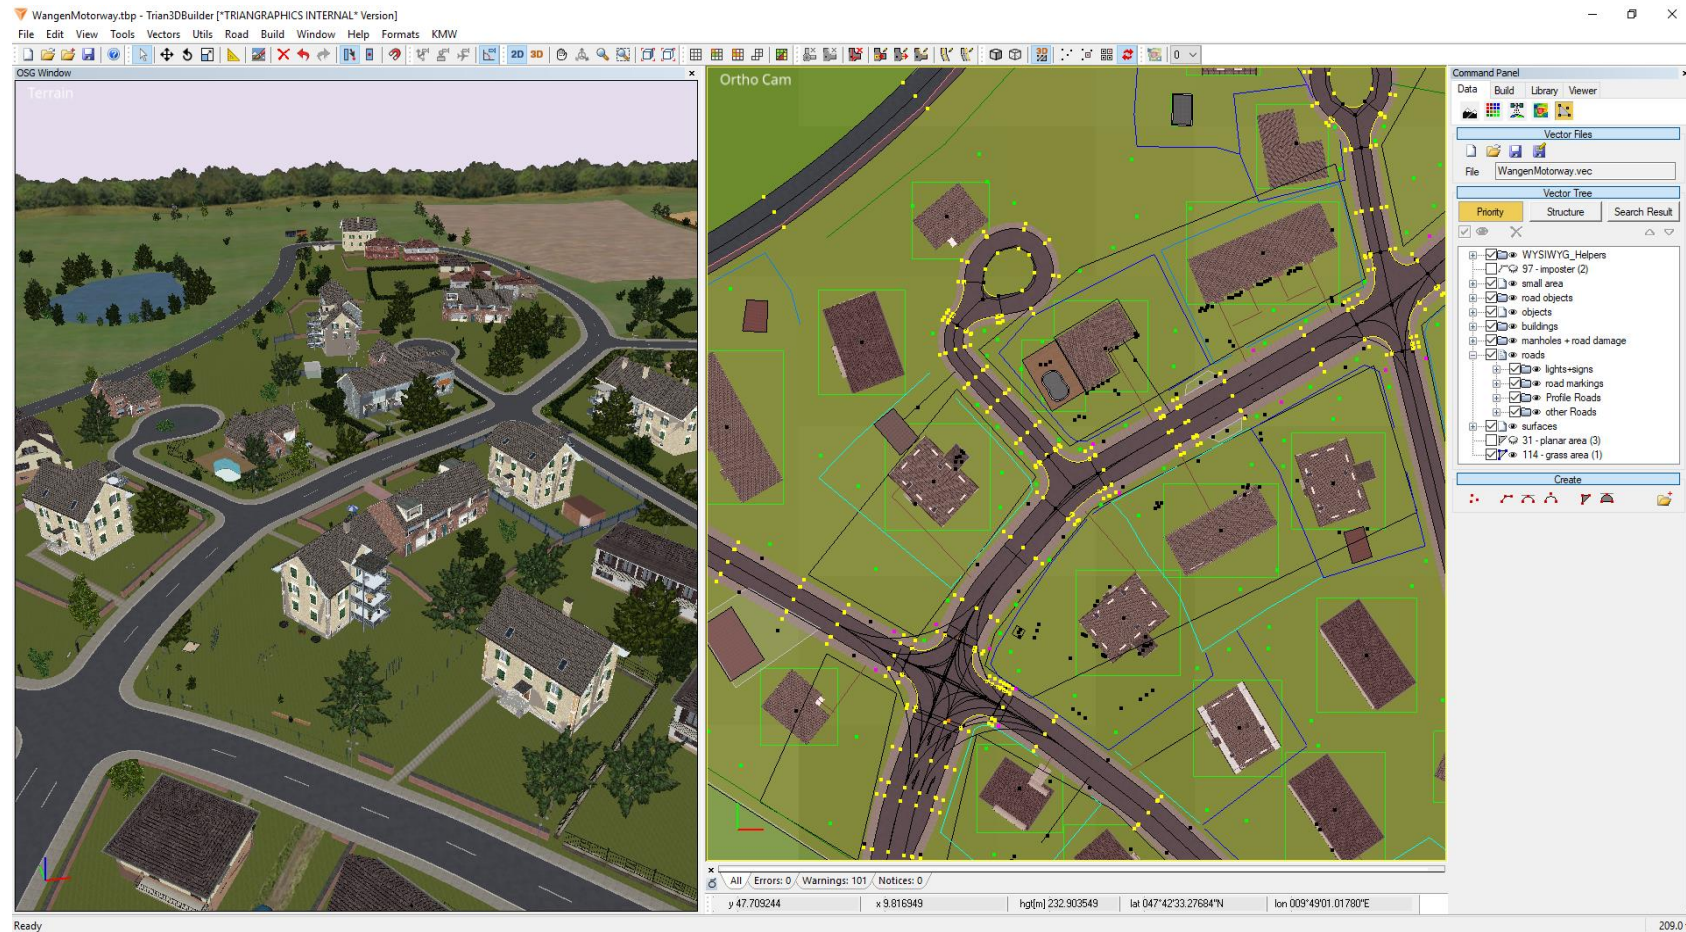 WangenMotorway.tbp - Trian3DBuilder [*TRIANGRAPHICS INTERNAL* Version]
File Edit View Tools Vectors Utils Road Build Window Help Formats KMW
2D 3D 3D 0
OSG Window
Terrain
Ortho Cam
Command Panel
Data Build Library Viewer
Vector Files
File WangenMotorway.vec
Vector Tree
Priority Structure Search Result
WYSIWYG_Helpers
97 - imposter (2)
small area
road objects
objects
buildings
manholes + road damage
roads
lights+signs
road markings
Profile Roads
other Roads
surfaces
31 - planar area (3)
114 - grass area (1)
Create
All Errors: 0 Warnings: 101 Notices: 0
y 47.709244 x 9.816949 hgt[m] 232.903549 lat 047°42'33.27684"N lon 009°49'01.01780"E
Ready 209.0